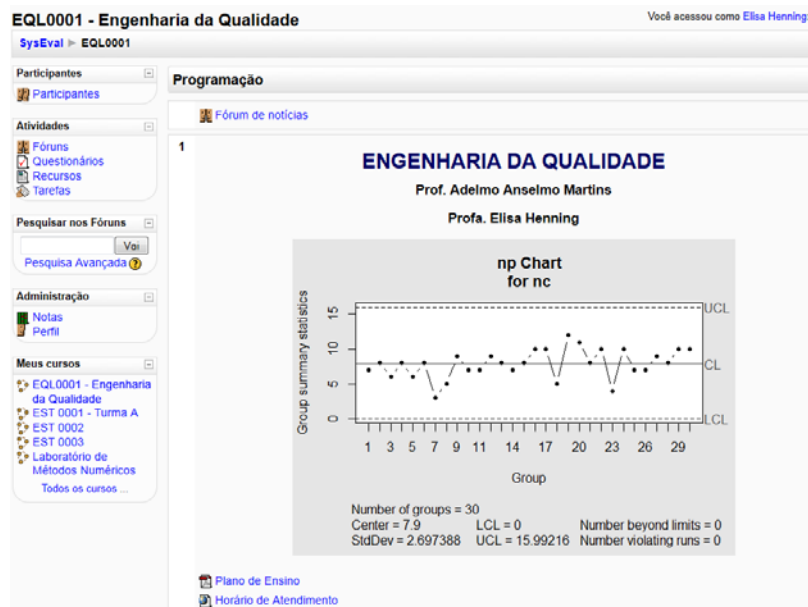 EQL0001 - Engenharia da Qualidade
Você acessou como Elisa Henning
SysEval ► EQL0001
Participantes
Participantes
Atividades
Fóruns
Questionários
Recursos
Tarefas
Pesquisar nos Fóruns
Vai
Pesquisa Avançada
Administração
Notas
Perfil
Meus cursos
EQL0001 - Engenharia
da Qualidade
EST 0001 - Turma A
EST 0002
EST 0003
Laboratório de
Métodos Numéricos
Todos os cursos ...
Programação
Fórum de notícias
1
ENGENHARIA DA QUALIDADE
Prof. Adelmo Anselmo Martins
Profa. Elisa Henning
np Chart
for nc
Group summary statistics
15
10
5
0
UCL
CL
LCL
1 3 5 7 9 11 14 17 20 23 26 29
Group
Number of groups = 30
Center = 7.9 LCL = 0 Number beyond limits = 0
StdDev = 2.697388 UCL = 15.99216 Number violating runs = 0
Plano de Ensino
Horário de Atendimento